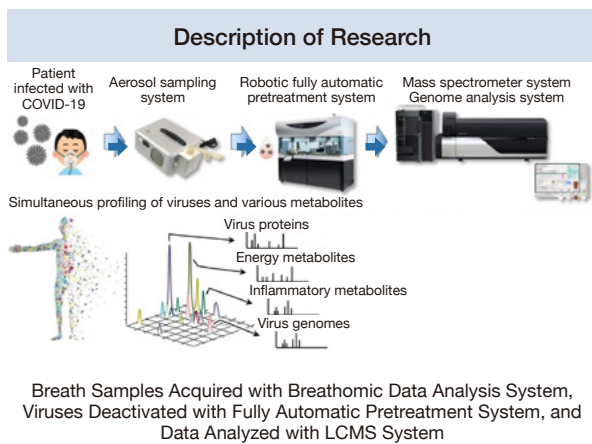 Description of Research
Patient
infected with
COVID-19
Aerosol sampling
system
Robotic fully automatic
pretreatment system
Mass spectrometer system
Genome analysis system
Simultaneous profiling of viruses and various metabolites
Virus proteins
Energy metabolites
Inflammatory metabolites
Virus genomes
Breath Samples Acquired with Breathomic Data Analysis System,
Viruses Deactivated with Fully Automatic Pretreatment System, and
Data Analyzed with LCMS System